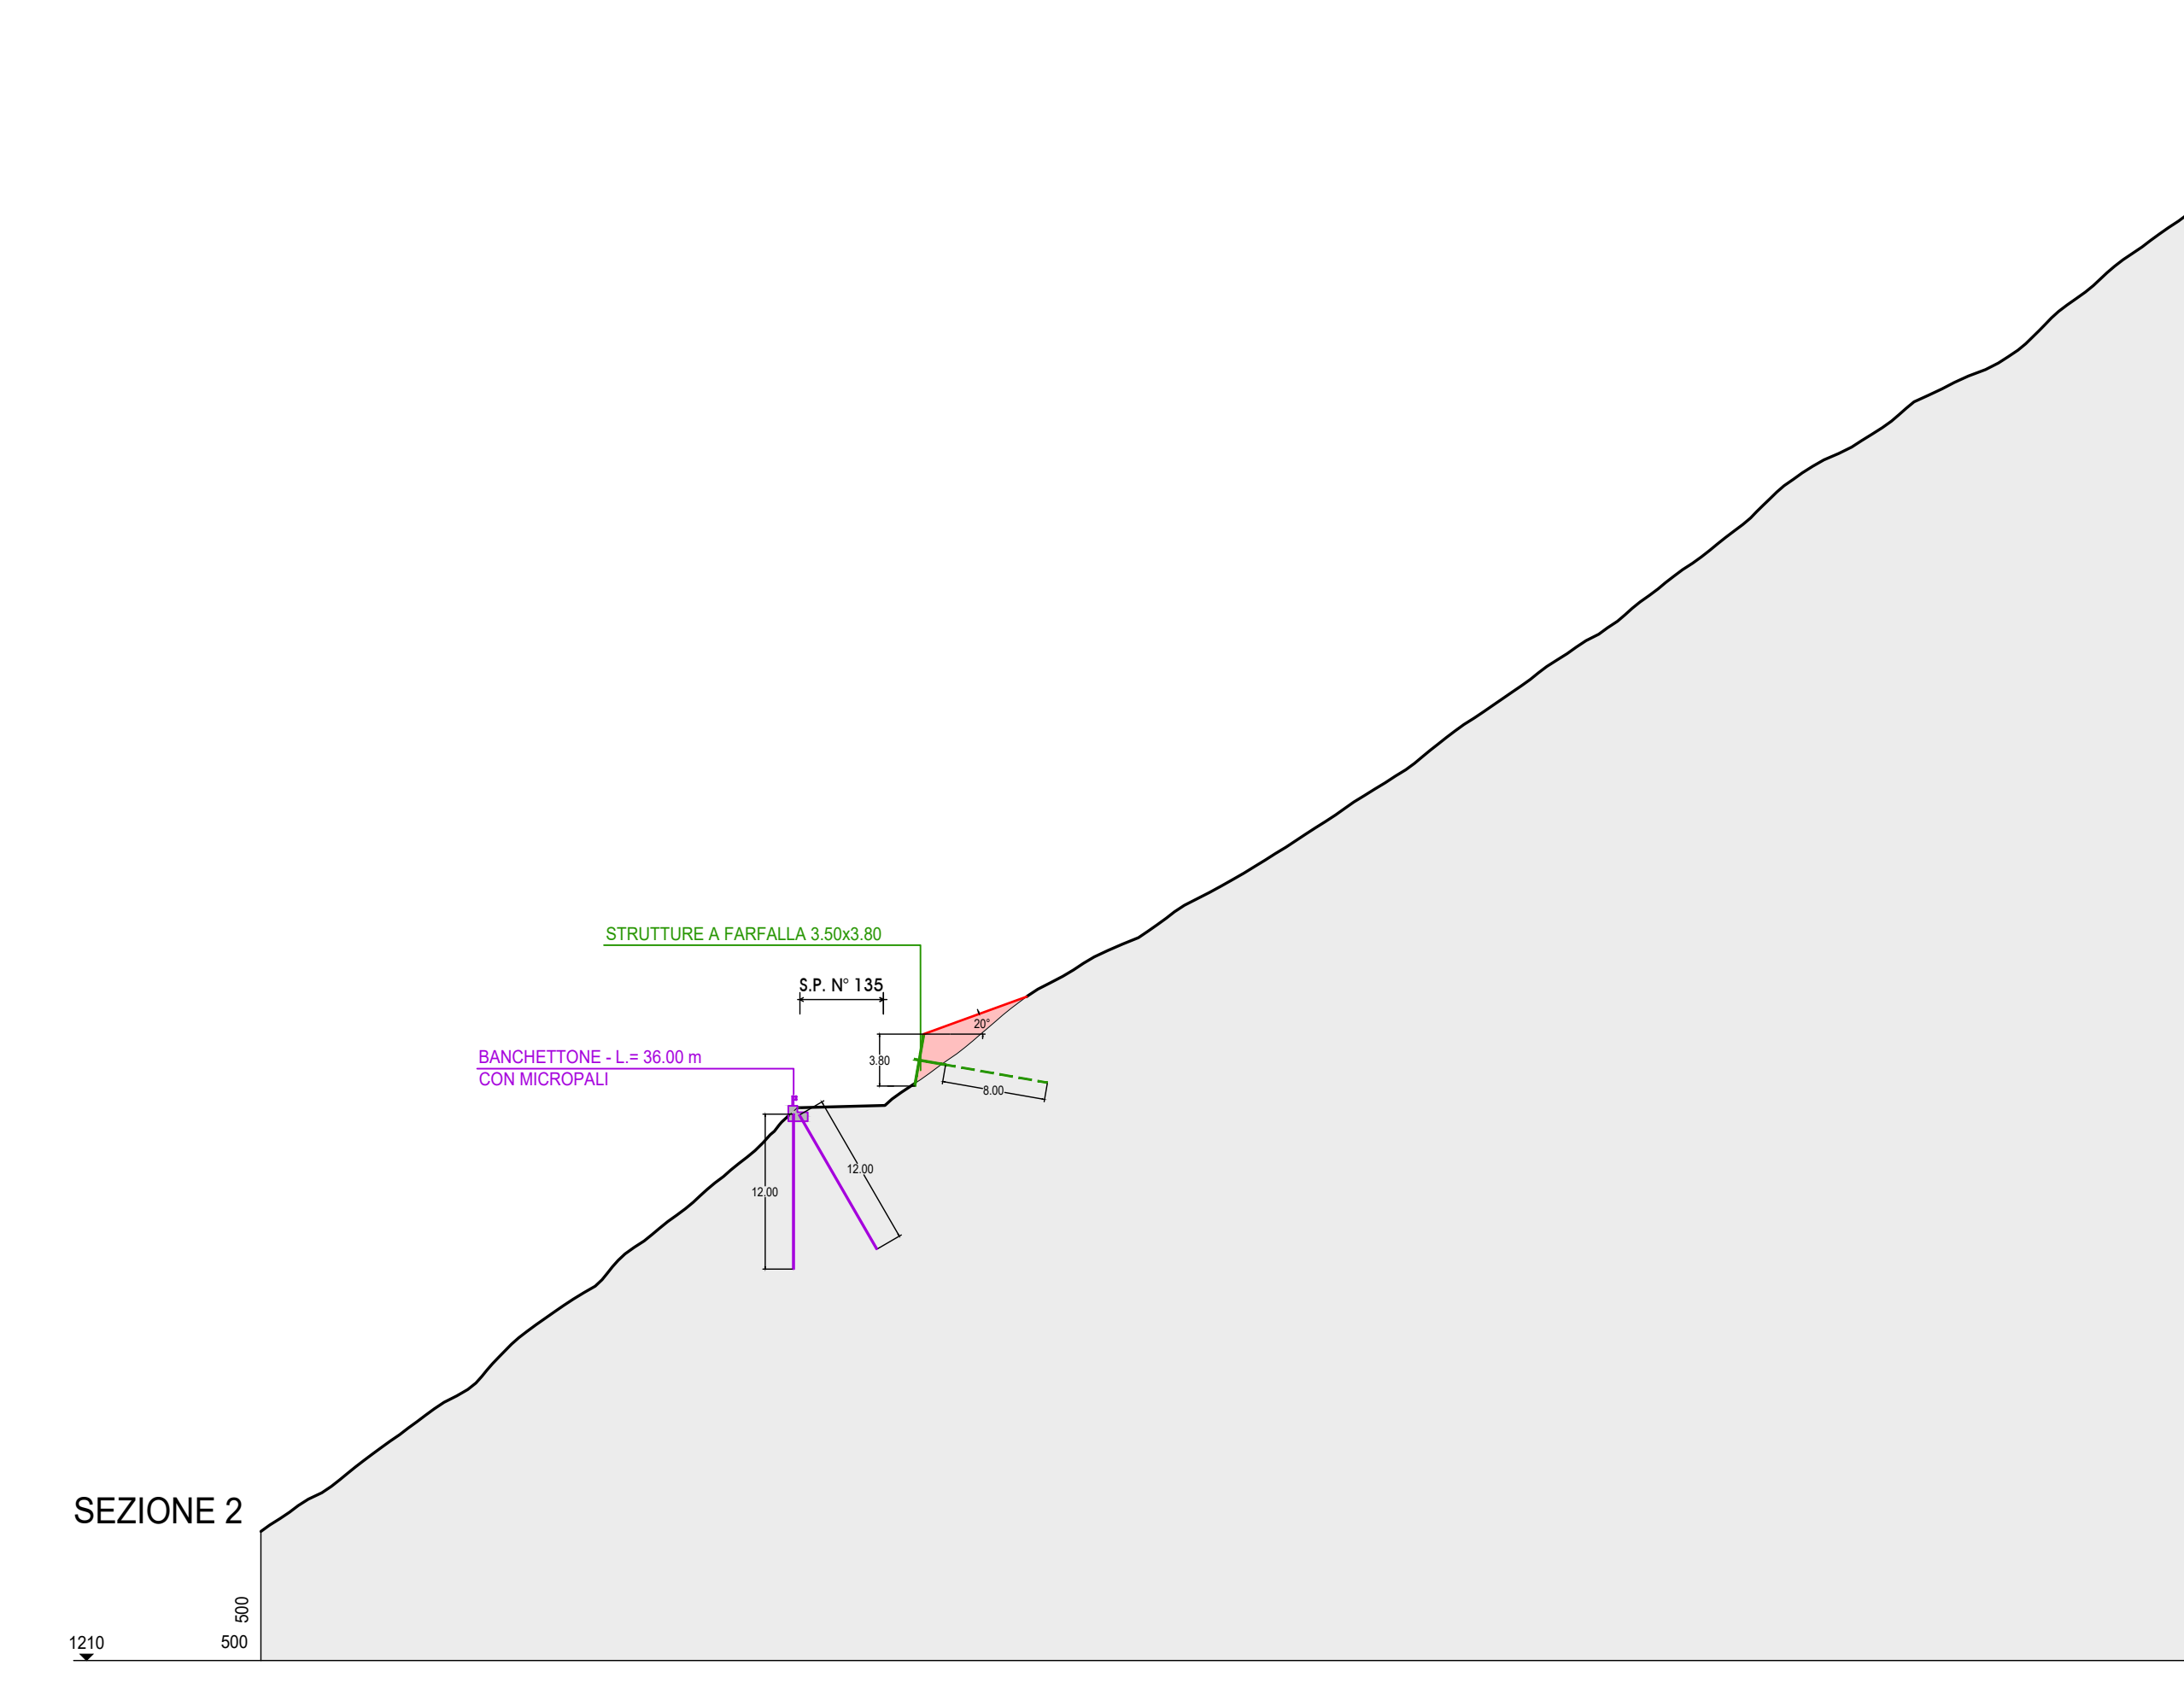 STRUTTURE A FARFALLA 3.50x3.80
S.P. N° 135
20°
BANCHETTONE - L.= 36.00 m
CON MICROPALI
3.80
8.00
12.00
12.00
SEZIONE 2
500
500
1210